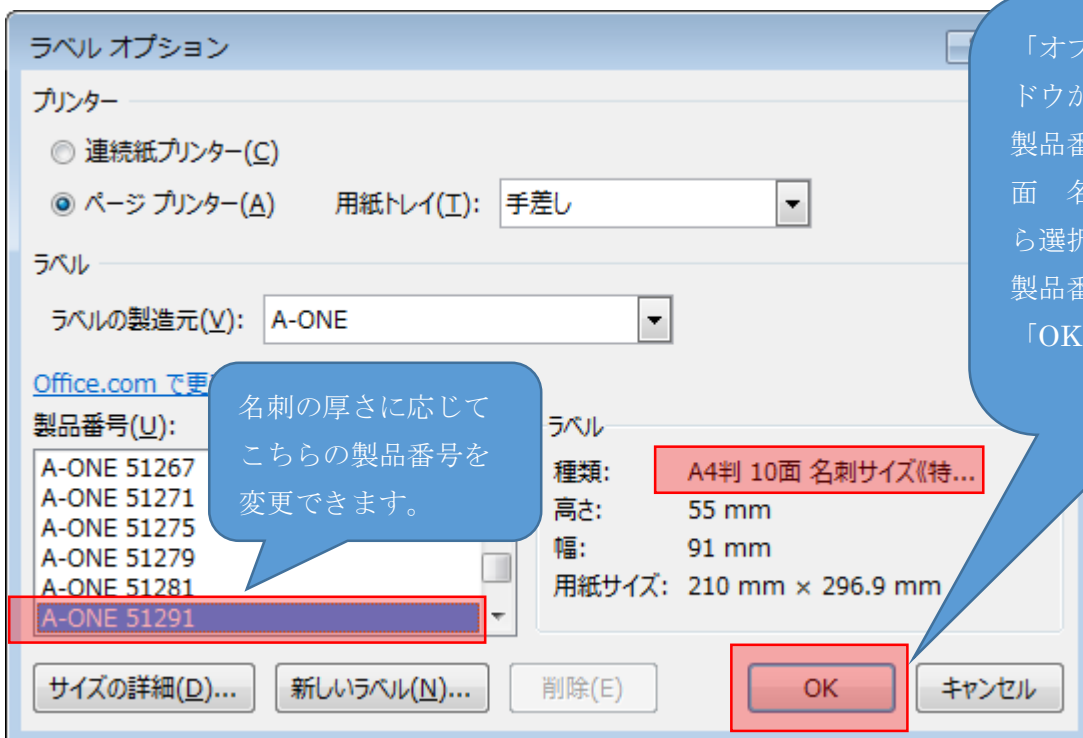 ラベル オプション
プリンター
連続紙プリンター(C)
ページ プリンター(A)
用紙トレイ(T): 手差し
ラベル
ラベルの製造元(V): A-ONE
Office.com で更
製品番号(U):
A-ONE 51267
A-ONE 51271
A-ONE 51275
A-ONE 51279
A-ONE 51281
A-ONE 51291
名刺の厚さに応じて
こちらの製品番号を
変更できます。
ラベル
種類: A4判 10面 名刺サイズ《特...
高さ: 55 mm
幅: 91 mm
用紙サイズ: 210 mm × 296.9 mm
サイズの詳細(D)...
新しいラベル(N)...
削除(E)
OK
キャンセル
「オプ
ドウが
製品番
面 名
ら選択
製品番
「OK